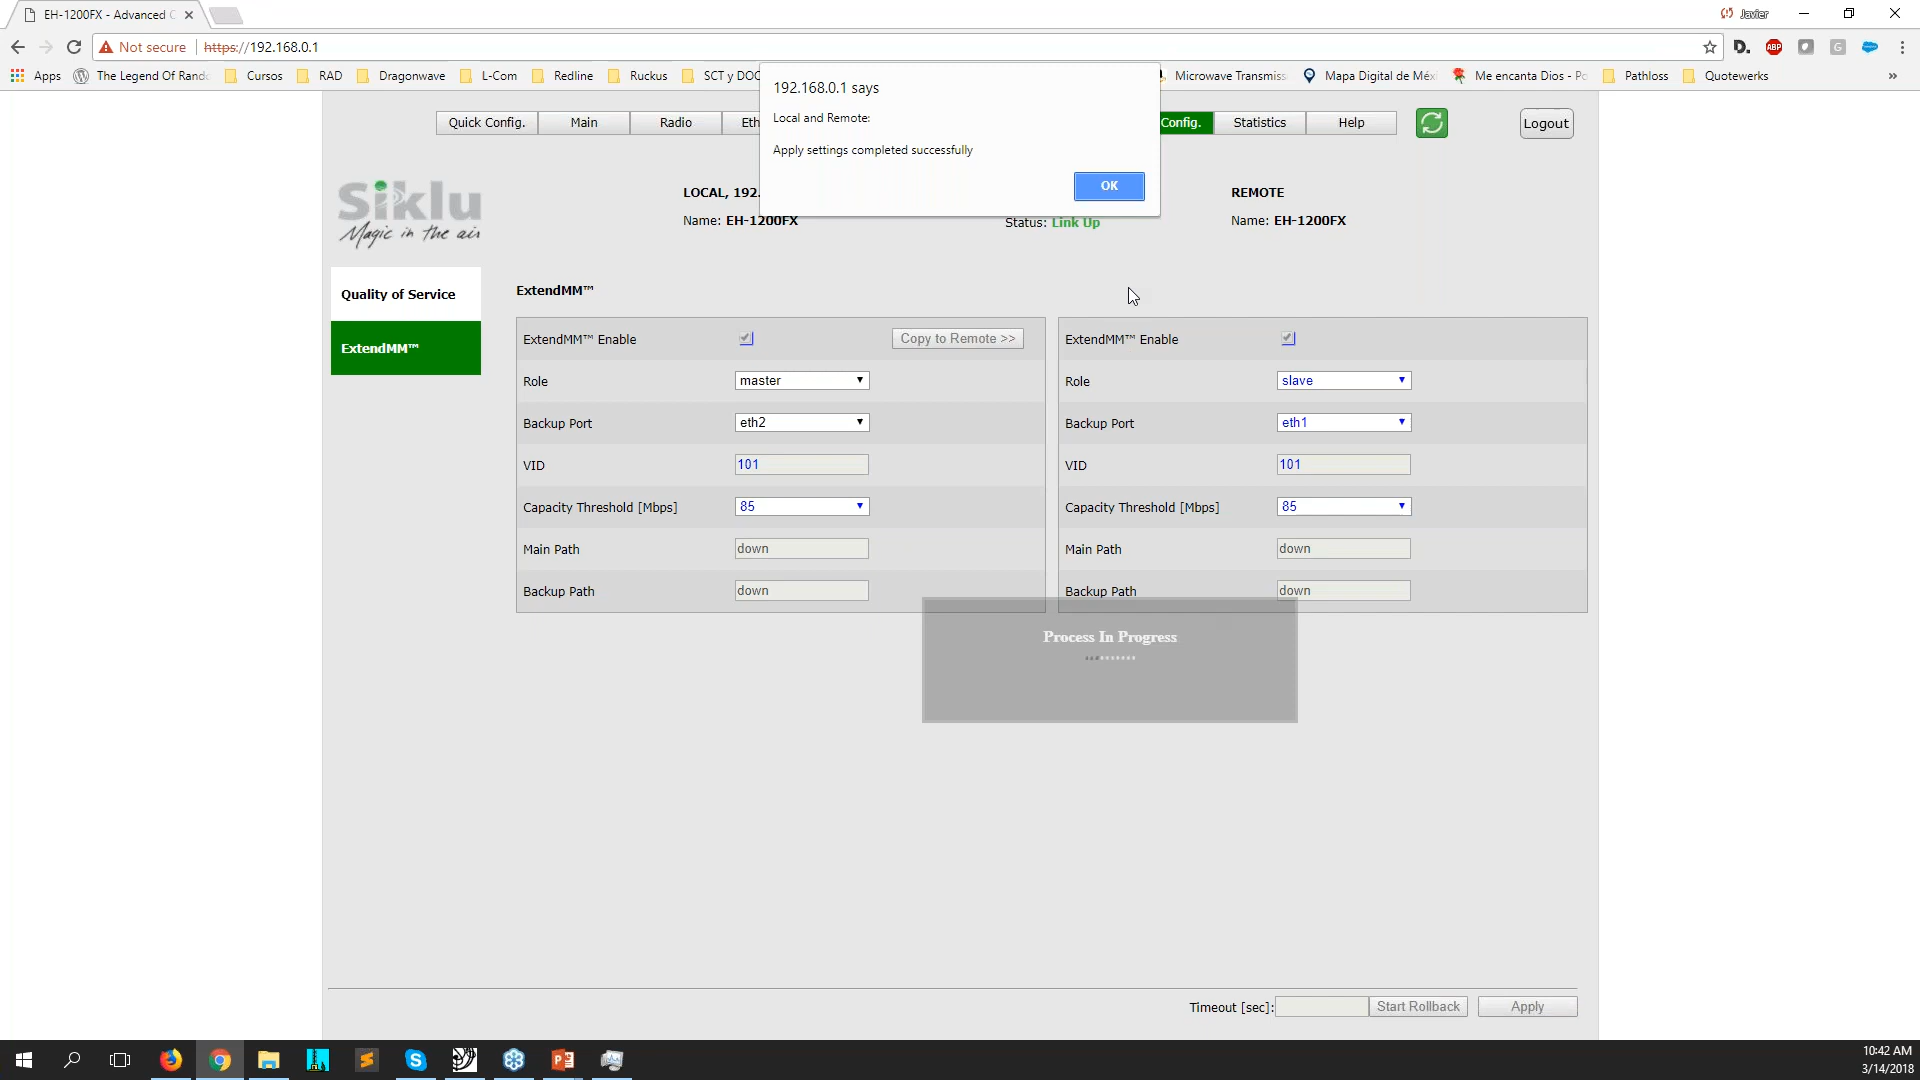 EH-1200FX - Advanced C
Javier
Not secure
https://192.168.0.1
Apps
The Legend Of Rando
Cursos
RAD
Dragonwave
L-Com
Redline
Ruckus
SCT y DOC
Microwave Transmiss
Mapa Digital de Méxi
Me encanta Dios - Po
Pathloss
Quotewerks
»
192.168.0.1 says
Local and Remote:
Apply settings completed successfully
OK
Quick Config.
Main
Radio
Eth
Config.
Statistics
Help
Logout
Siklu
Magic in the air
LOCAL, 192.
Name: EH-1200FX
Status: Link Up
REMOTE
Name: EH-1200FX
Quality of Service
ExtendMM™
ExtendMM™
ExtendMM™ Enable
Copy to Remote >>
Role
master
Backup Port
eth2
VID
101
Capacity Threshold [Mbps]
85
Main Path
down
Backup Path
down
ExtendMM™ Enable
Role
slave
Backup Port
eth1
VID
101
Capacity Threshold [Mbps]
85
Main Path
down
Backup Path
down
Process In Progress
Timeout [sec]:
Start Rollback
Apply
10:42 AM
3/14/2018